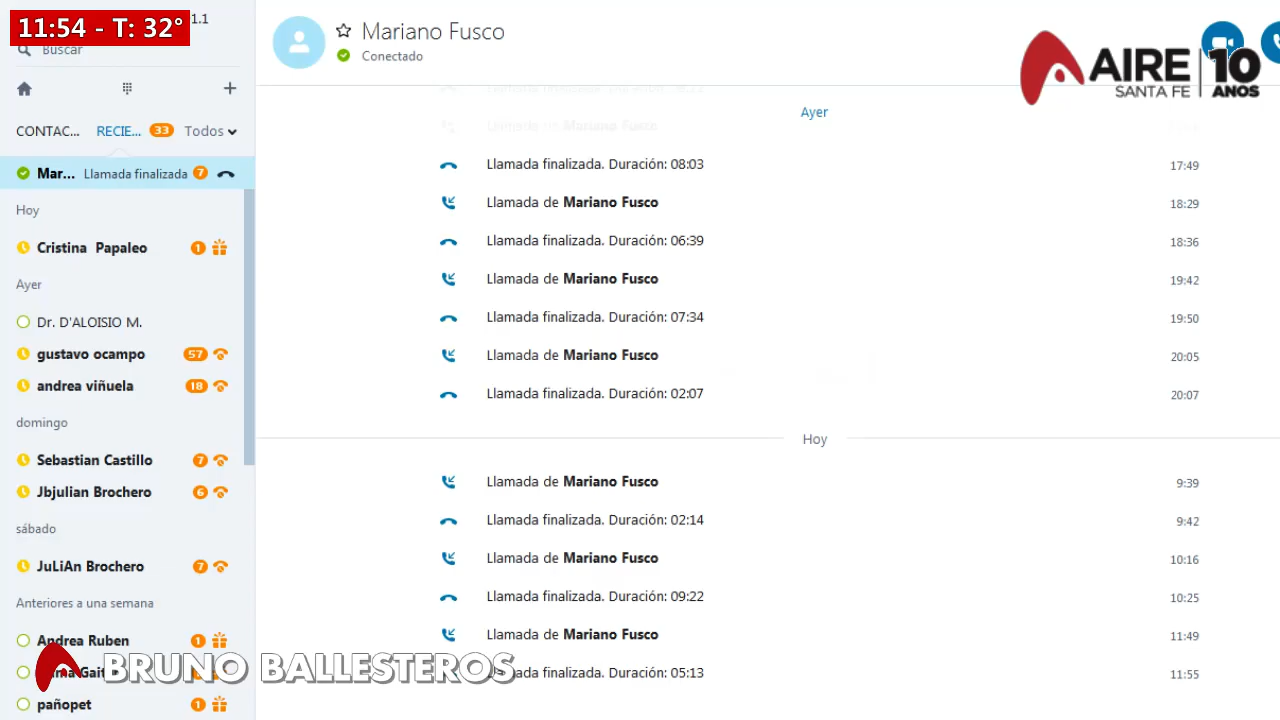 11:54 - T: 32°
1.1
Buscar
CONTAC... RECIE... 33 Todos
Mar... Llamada finalizada 7
Hoy
Cristina Papaleo 1
Ayer
Dr. D'ALOISIO M.
gustavo ocampo 57
andrea viñuela 18
domingo
Sebastian Castillo 7
Jbjulian Brochero 6
sábado
JuLiAn Brochero 7
Anteriores a una semana
Andrea Ruben 1
pañopet 1
Mariano Fusco
Conectado
AIRE 10
SANTA FE AÑOS
Ayer
Llamada de Mariano Fusco
Llamada finalizada. Duración: 08:03 17:49
Llamada de Mariano Fusco 18:29
Llamada finalizada. Duración: 06:39 18:36
Llamada de Mariano Fusco 19:42
Llamada finalizada. Duración: 07:34 19:50
Llamada de Mariano Fusco 20:05
Llamada finalizada. Duración: 02:07 20:07
Hoy
Llamada de Mariano Fusco 9:39
Llamada finalizada. Duración: 02:14 9:42
Llamada de Mariano Fusco 10:16
Llamada finalizada. Duración: 09:22 10:25
Llamada de Mariano Fusco 11:49
finalizada. Duración: 05:13 11:55
BRUNO BALLESTEROS